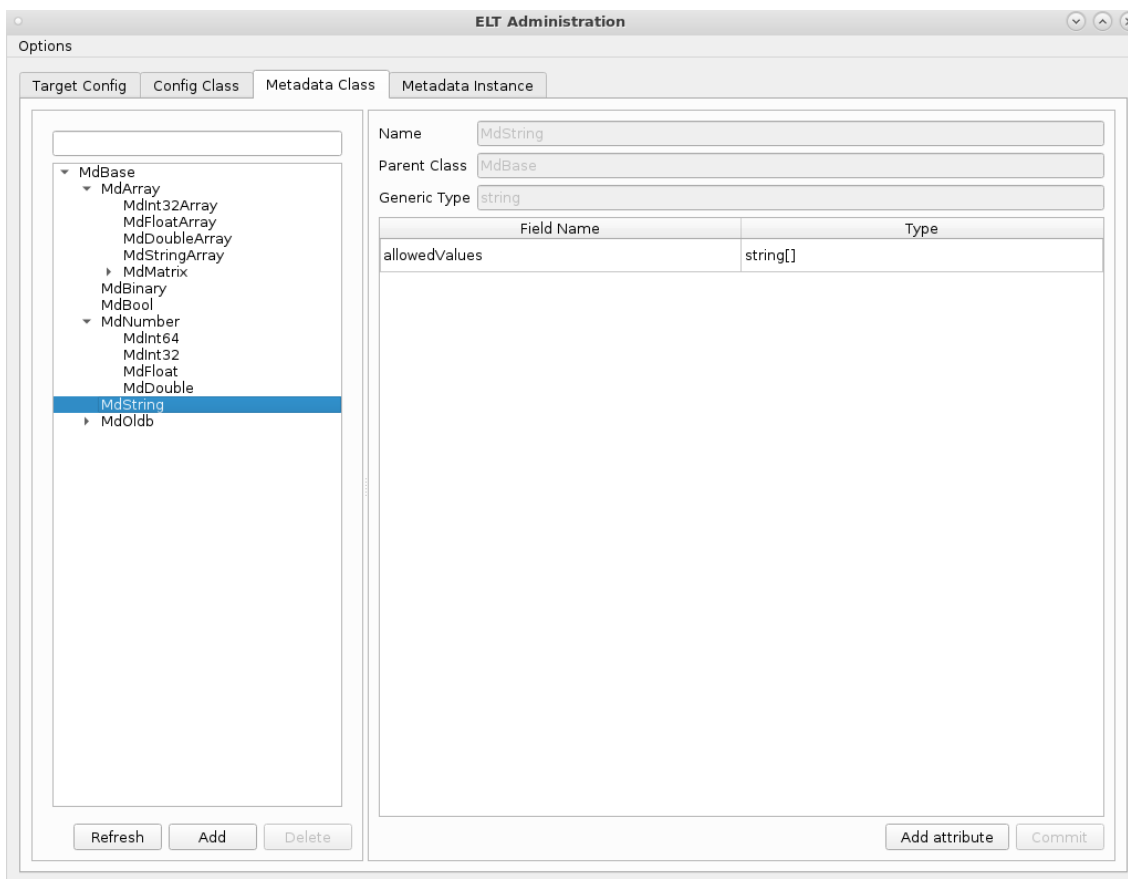 ELT Administration
Options
Target Config
Config Class
Metadata Class
Metadata Instance
MdBase
MdArray
MdInt32Array
MdFloatArray
MdDoubleArray
MdStringArray
MdMatrix
MdBinary
MdBool
MdNumber
MdInt64
MdInt32
MdFloat
MdDouble
MdString
MdOldb
Refresh
Add
Delete
Name MdString
Parent Class MdBase
Generic Type string
Field Name Type
allowedValues string[]
Add attribute
Commit